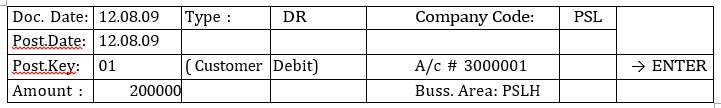 Doc. Date: 12.08.09 Type : DR Company Code: PSL
Post.Date: 12.08.09
Post.Key: 01 ( Customer Debit) A/c # 3000001 → ENTER
Amount : 200000 Buss. Area: PSLH